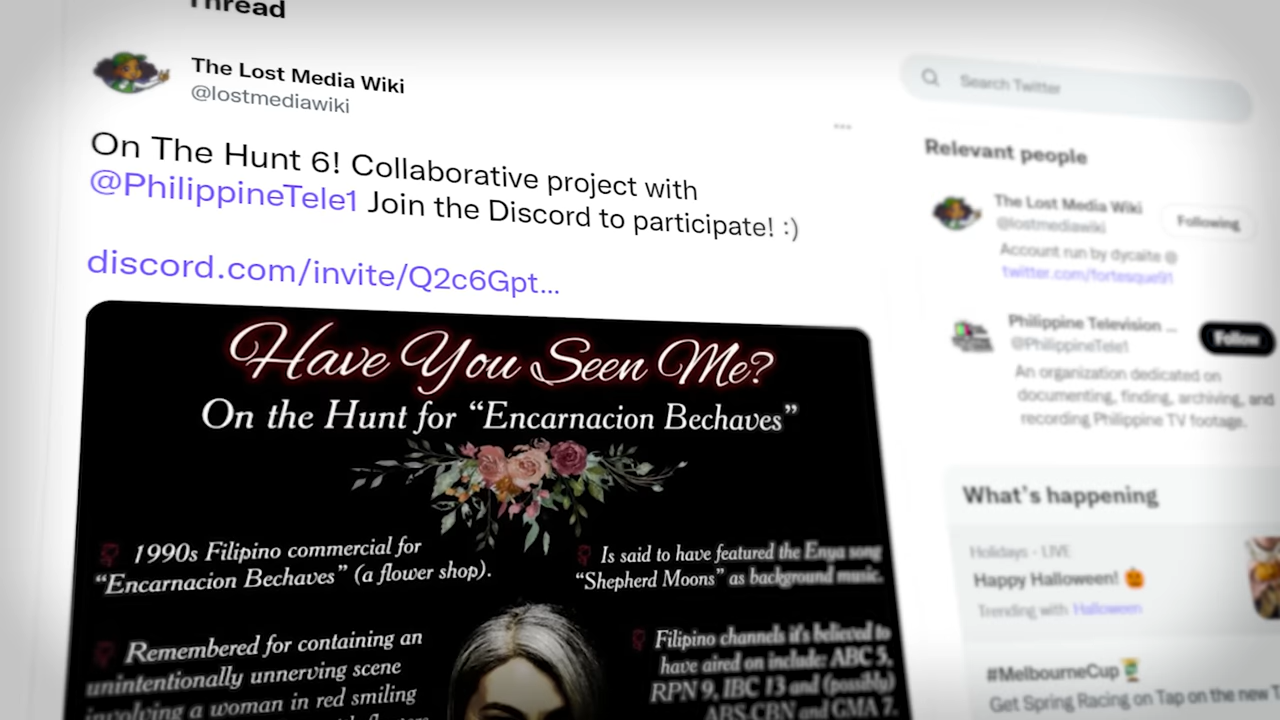 Thread
The Lost Media Wiki
@lostmediawiki
On The Hunt 6! Collaborative project with
@PhilippineTele1 Join the Discord to participate! :)
discord.com/invite/Q2c6Gpt...
Have You Seen Me?
On the Hunt for “Encarnacion Bechaves”
1990s Filipino commercial for
“Encarnacion Bechaves” (a flower shop).
Remembered for containing an
unintentionally unnerving scene
involving a woman in red smiling
Is said to have featured the Enya song
“Shepherd Moons” as background music.
Filipino channels it's believed to
have aired on include: ABC 5,
RPN 9, IBC 13 and (possibly)
ABS-CBN and GMA 7.
Search Twitter
Relevant people
The Lost Media Wiki
@lostmediawiki
Following
Account run by dycaite @
twitter.com/fortesque91
Philippine Television ...
@PhilippineTele1
Follow
An organization dedicated on
documenting, finding, archiving, and
recording Philippine TV footage.
What's happening
Holidays · LIVE
Happy Halloween! 🎃
Trending with Halloween
#MelbourneCup
Get Spring Racing on Tap on the new